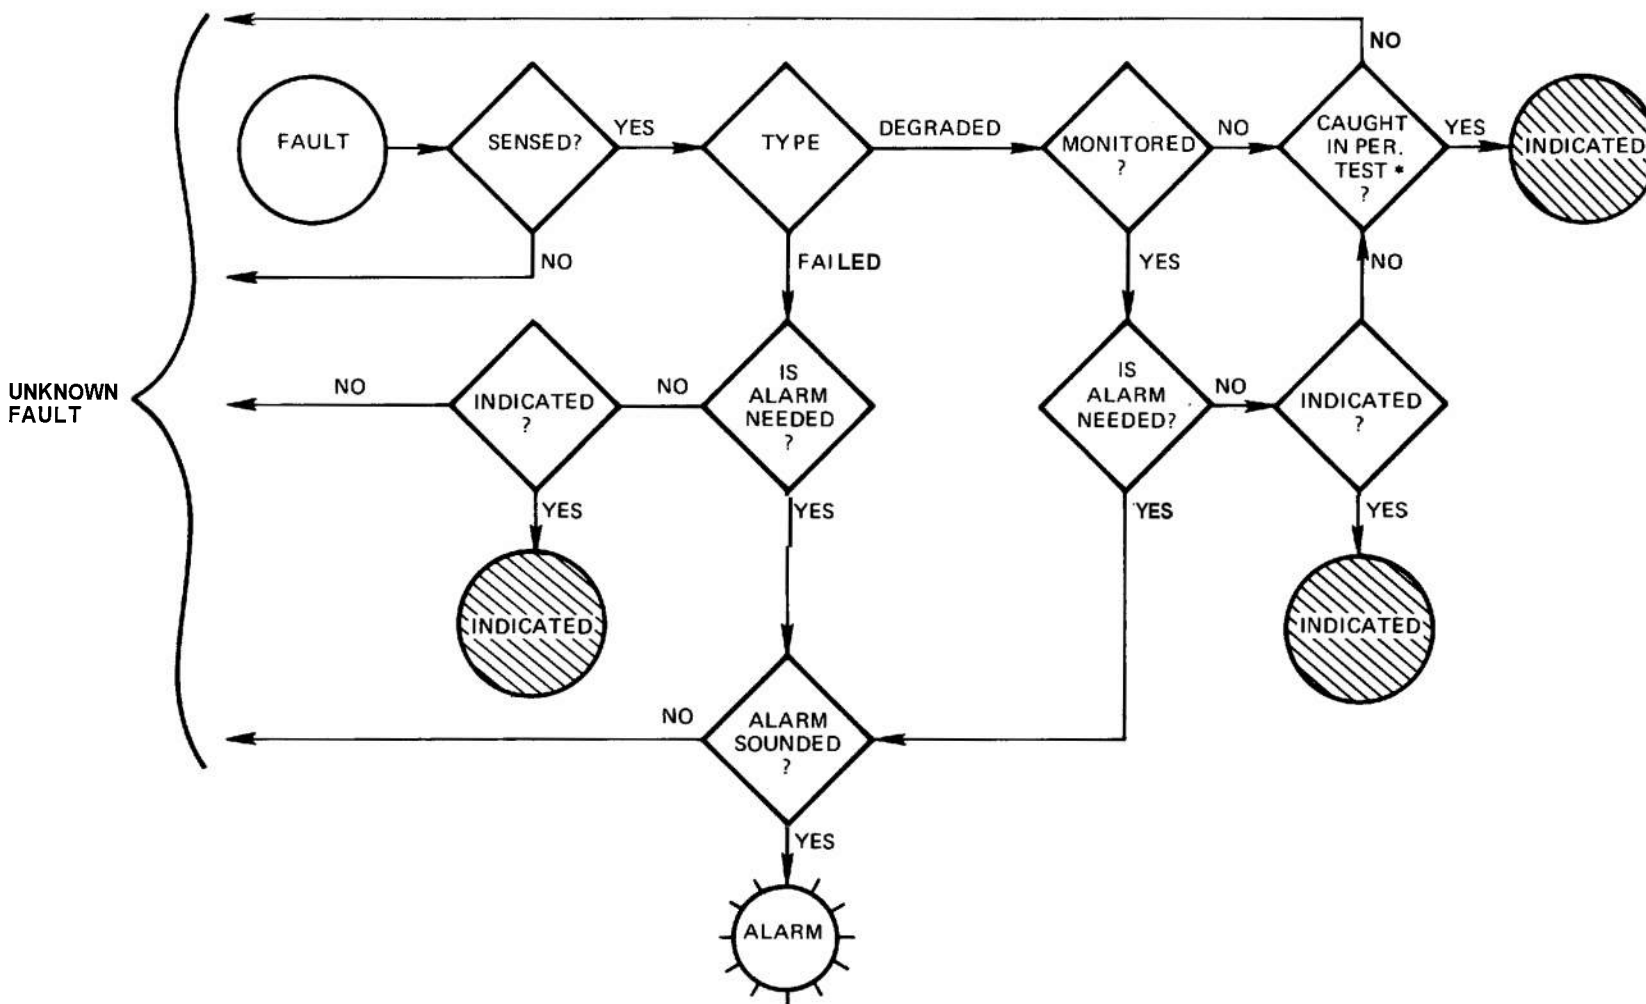 NO
FAULT
SENSED?
YES
TYPE
DEGRADED
MONITORED
?
NO
CAUGHT
IN PER.
TEST *
?
YES
INDICATED
NO
FAILED
YES
NO
UNKNOWN
FAULT
NO
INDICATED
?
NO
IS
ALARM
NEEDED
?
IS
ALARM
NEEDED?
NO
INDICATED
?
YES
YES
YES
YES
INDICATED
INDICATED
NO
ALARM
SOUNDED
?
YES
ALARM